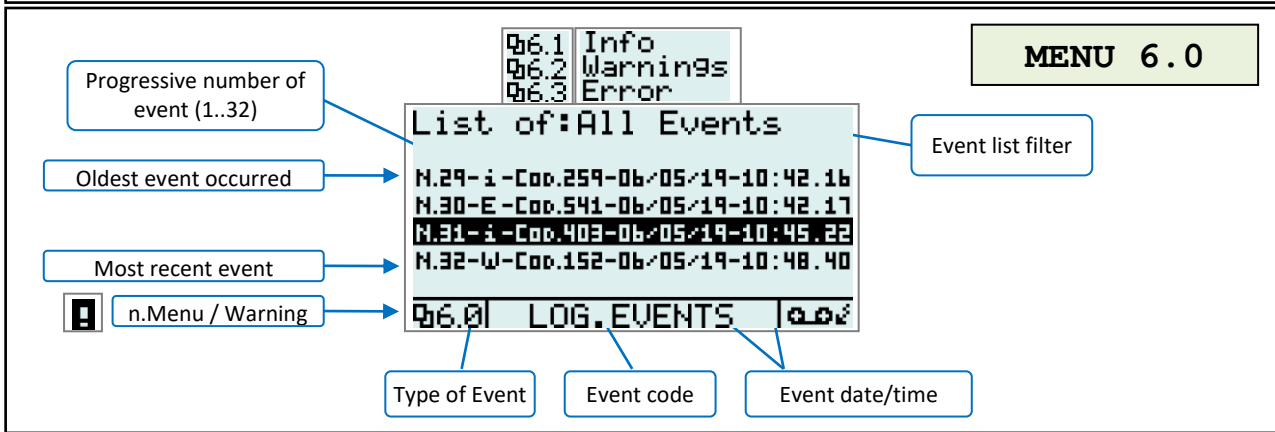 6.1 Info
6.2 Warnings
6.3 Error
MENU 6.0
Progressive number of
event (1..32)
List of:All Events
Event list filter
Oldest event occurred
N.29-i-Cod.259-06/05/19-10:42.16
N.30-E-Cod.541-06/05/19-10:42.17
N.31-i-Cod.403-06/05/19-10:45.22
Most recent event
N.32-W-Cod.152-06/05/19-10:48.40
n.Menu / Warning
6.0 LOG.EVENTS
Type of Event
Event code
Event date/time